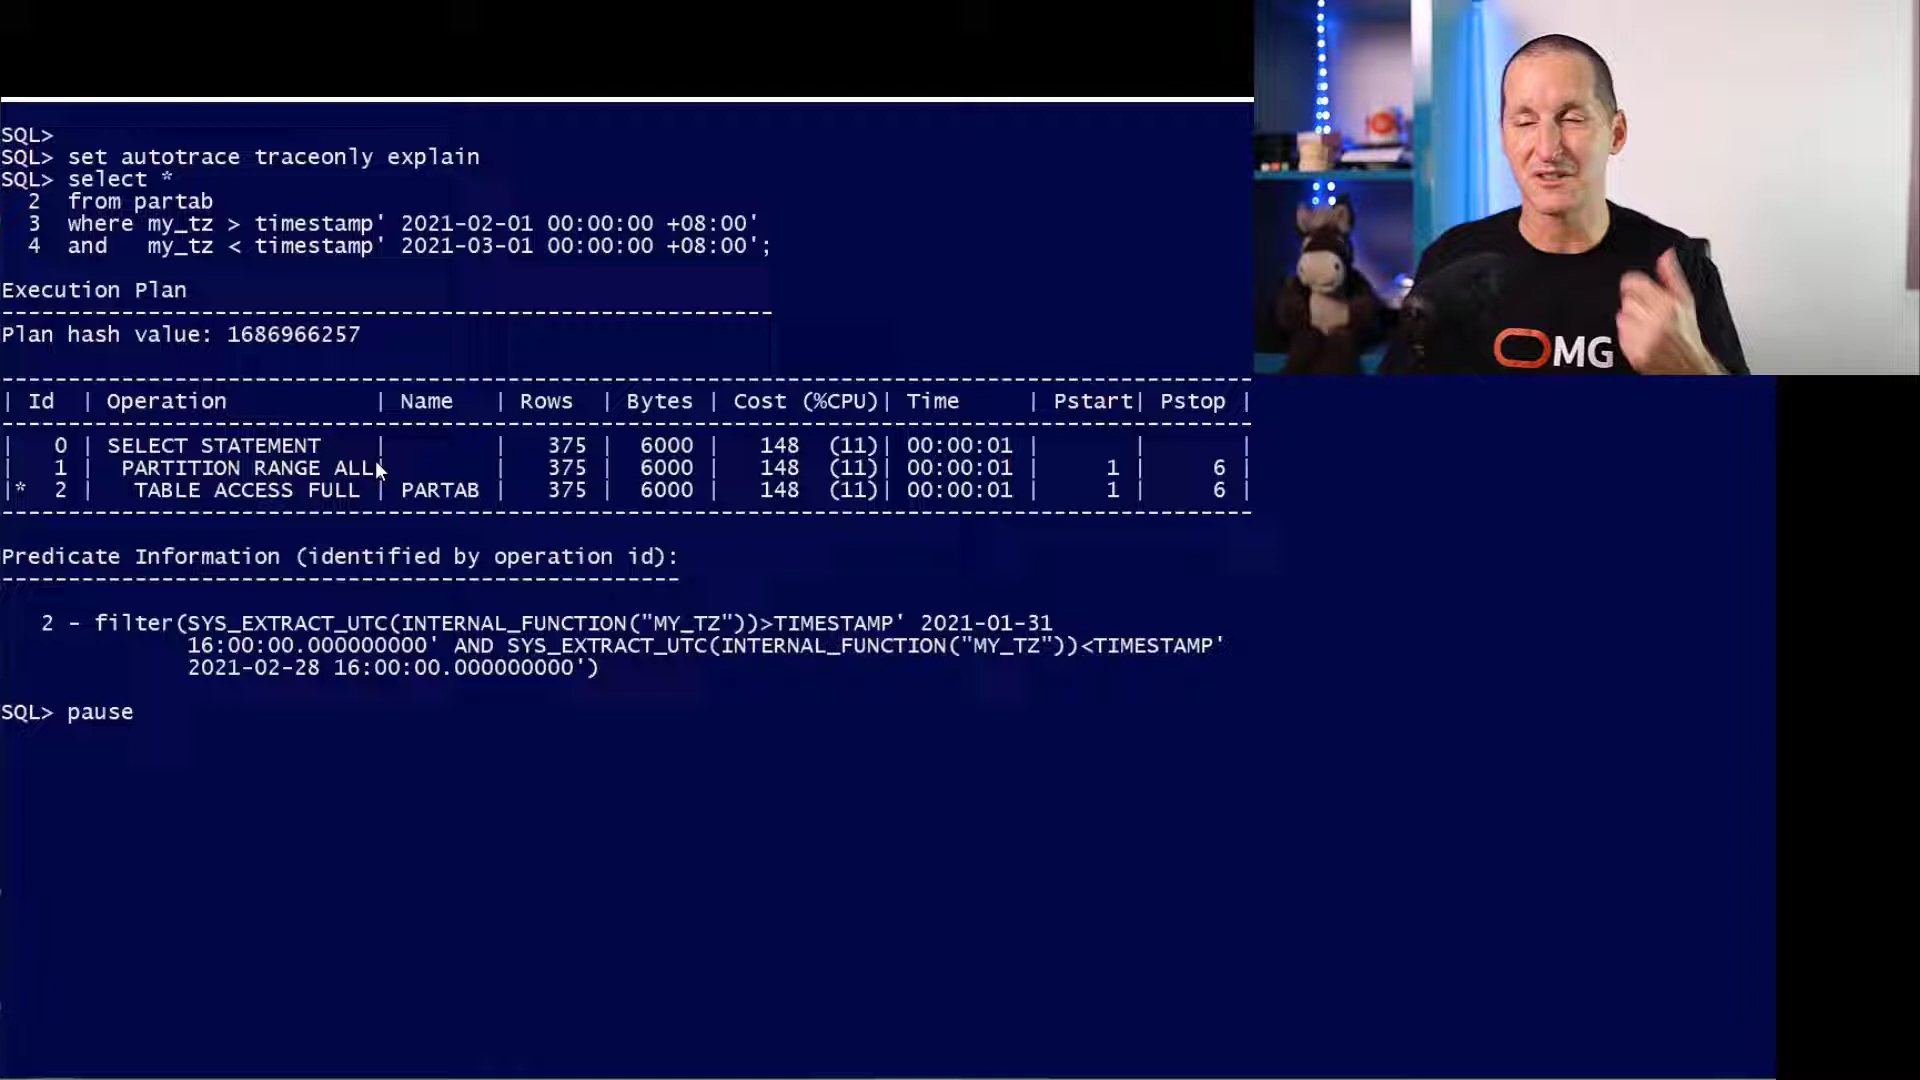 SQL>
SQL> set autotrace traceonly explain
SQL> select *
  2  from partab
  3  where my_tz > timestamp' 2021-02-01 00:00:00 +08:00'
  4  and   my_tz < timestamp' 2021-03-01 00:00:00 +08:00';
Execution Plan
----------------------------------------------------------
Plan hash value: 1686966257
----------------------------------------------------------------------------------------------
| Id  | Operation           | Name   | Rows  | Bytes | Cost (%CPU)| Time     | Pstart| Pstop |
----------------------------------------------------------------------------------------------
|   0 | SELECT STATEMENT    |        |   375 |  6000 |   148  (11)| 00:00:01 |       |       |
|   1 |  PARTITION RANGE ALL|        |   375 |  6000 |   148  (11)| 00:00:01 |     1 |     6 |
|*  2 |   TABLE ACCESS FULL | PARTAB |   375 |  6000 |   148  (11)| 00:00:01 |     1 |     6 |
----------------------------------------------------------------------------------------------
Predicate Information (identified by operation id):
---------------------------------------------------
   2 - filter(SYS_EXTRACT_UTC(INTERNAL_FUNCTION("MY_TZ"))>TIMESTAMP' 2021-01-31
              16:00:00.000000000' AND SYS_EXTRACT_UTC(INTERNAL_FUNCTION("MY_TZ"))<TIMESTAMP'
              2021-02-28 16:00:00.000000000')
SQL> pause
OMG